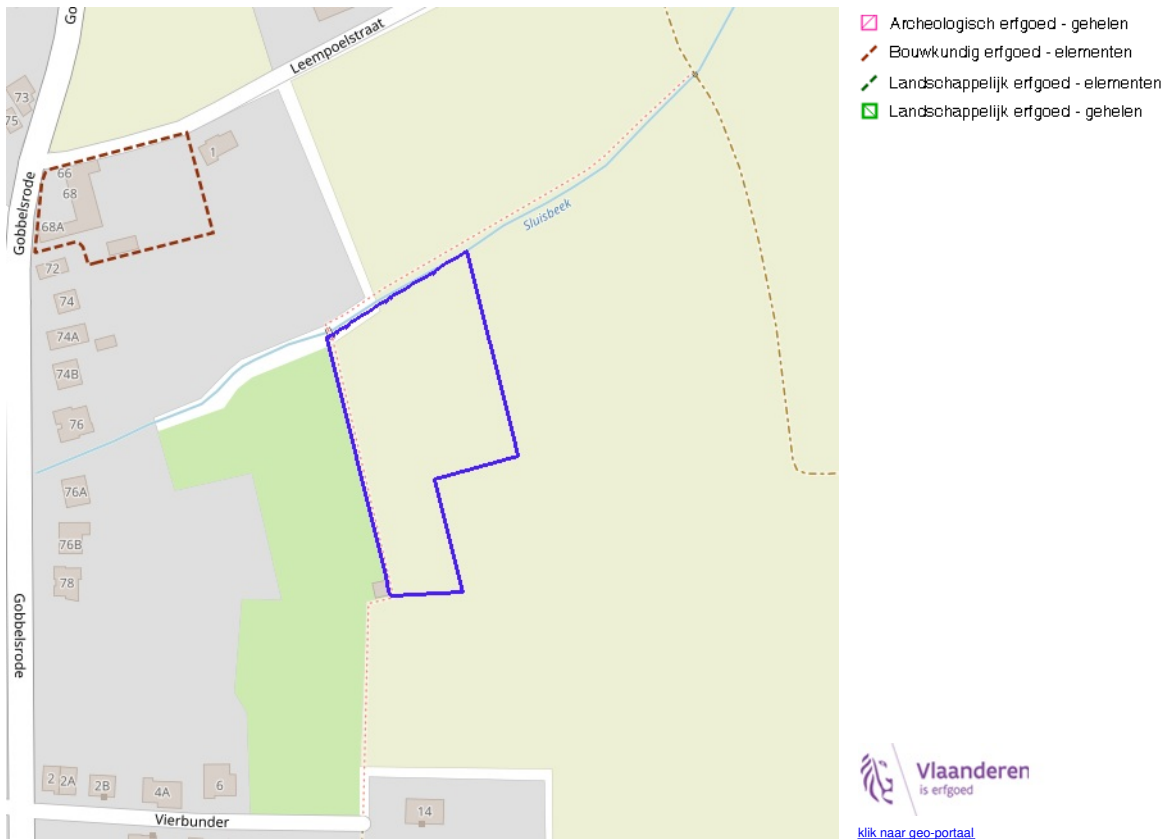 Go
Go
Leempoelstraat
73
75
1
66
68
68A
Gobbelsrode
72
74
74A
74B
76
Sluisbeek
76A
76B
78
Gobbelsrode
2
2A
2B
4A
6
14
Vierbunder
Archeologisch erfgoed - gehelen
Bouwkundig erfgoed - elementen
Landschappelijk erfgoed - elementen
Landschappelijk erfgoed - gehelen
Vlaanderen
is erfgoed
klik naar geo-portaal